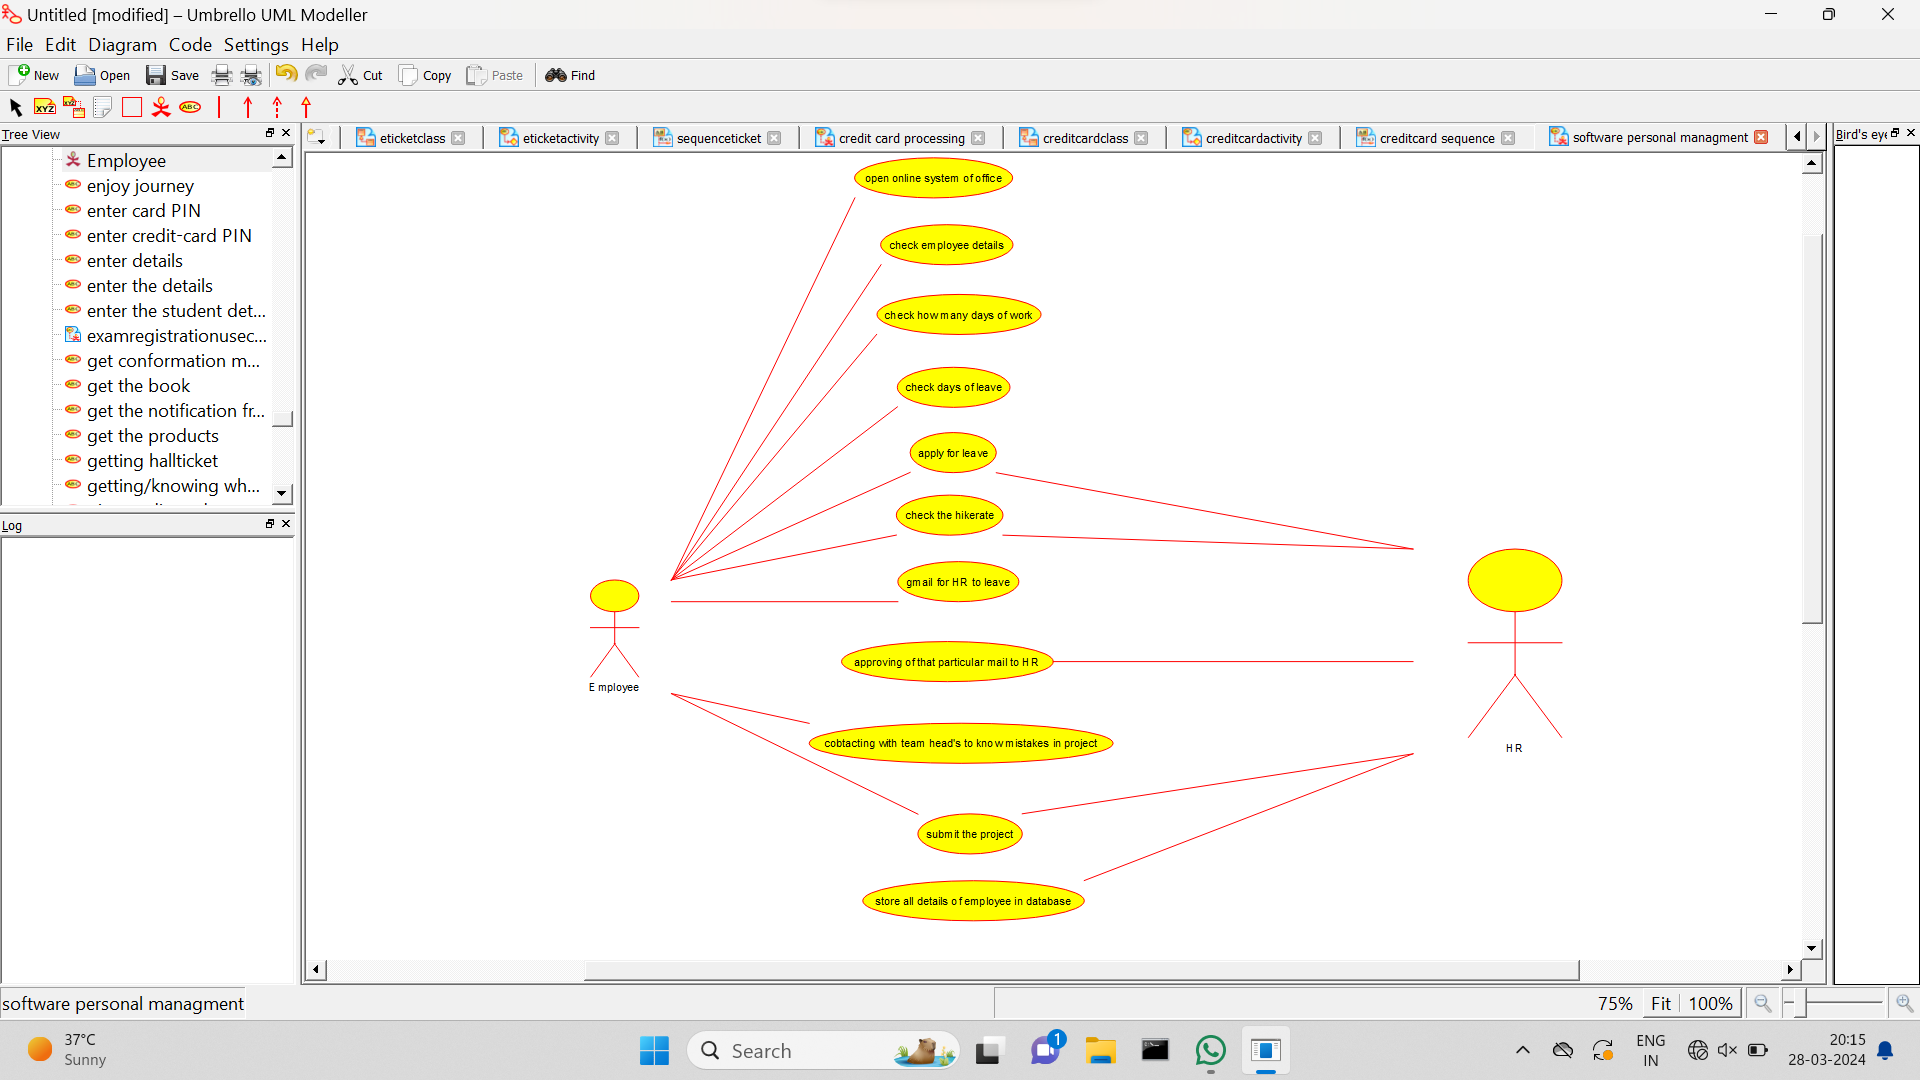 Untitled [modified] – Umbrello UML Modeller
File Edit Diagram Code Settings Help
New Open Save Cut Copy Paste Find
XYZ XYZ ABC
Tree View
eticketclass eticketactivity sequenceticket credit card processing creditcardclass creditcardactivity creditcard sequence software personal managment
Bird's eye
Employee
enjoy journey
enter card PIN
enter credit-card PIN
enter details
enter the details
enter the student det...
examregistrationusec...
get conformation m...
get the book
get the notification fr...
get the products
getting hallticket
getting/knowing wh...
Log
open online system of office
check employee details
check how many days of work
check days of leave
apply for leave
check the hikerate
gmail for HR to leave
approving of that particular mail to HR
cobtacting with team head's to know mistakes in project
submit the project
store all details of employee in database
Employee
HR
software personal managment
75% Fit 100%
37°C
Sunny
Search
1
ENG
IN
20:15
28-03-2024